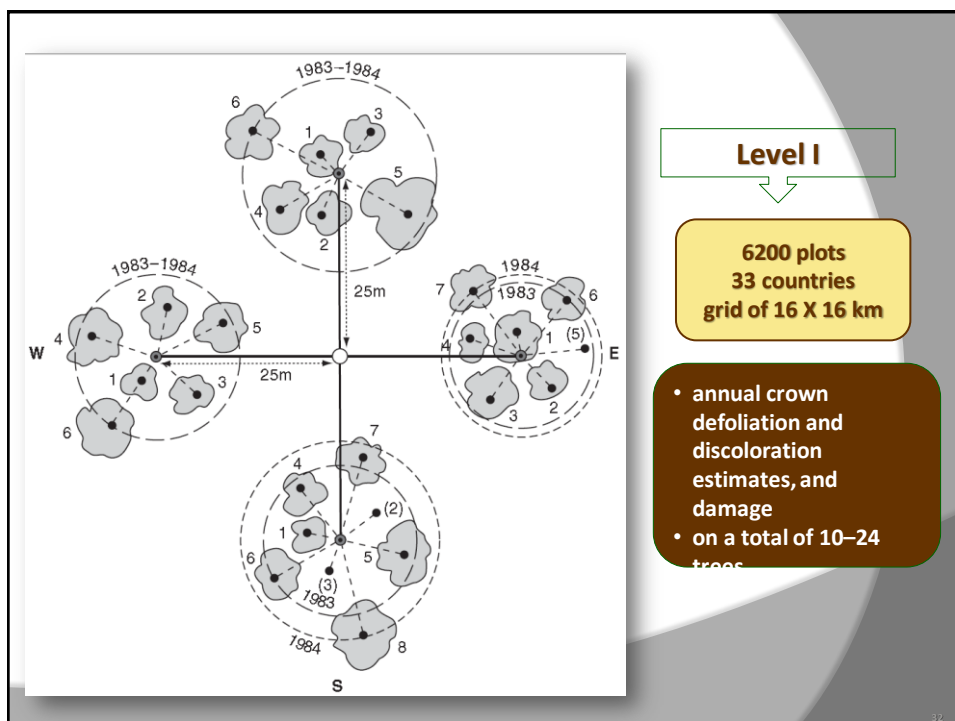 1983–1984
6
3
1
5
4
2
25m
1983–1984
2
5
4
W
1
3
25m
6
1984
7
1983
6
1
(5)
4
E
3
2
7
4
(2)
1
5
6
(3)
1983
1984
8
S
Level I
6200 plots
33 countries
grid of 16 X 16 km
• annual crown
defoliation and
discoloration
estimates, and
damage
• on a total of 10–24
trees
32